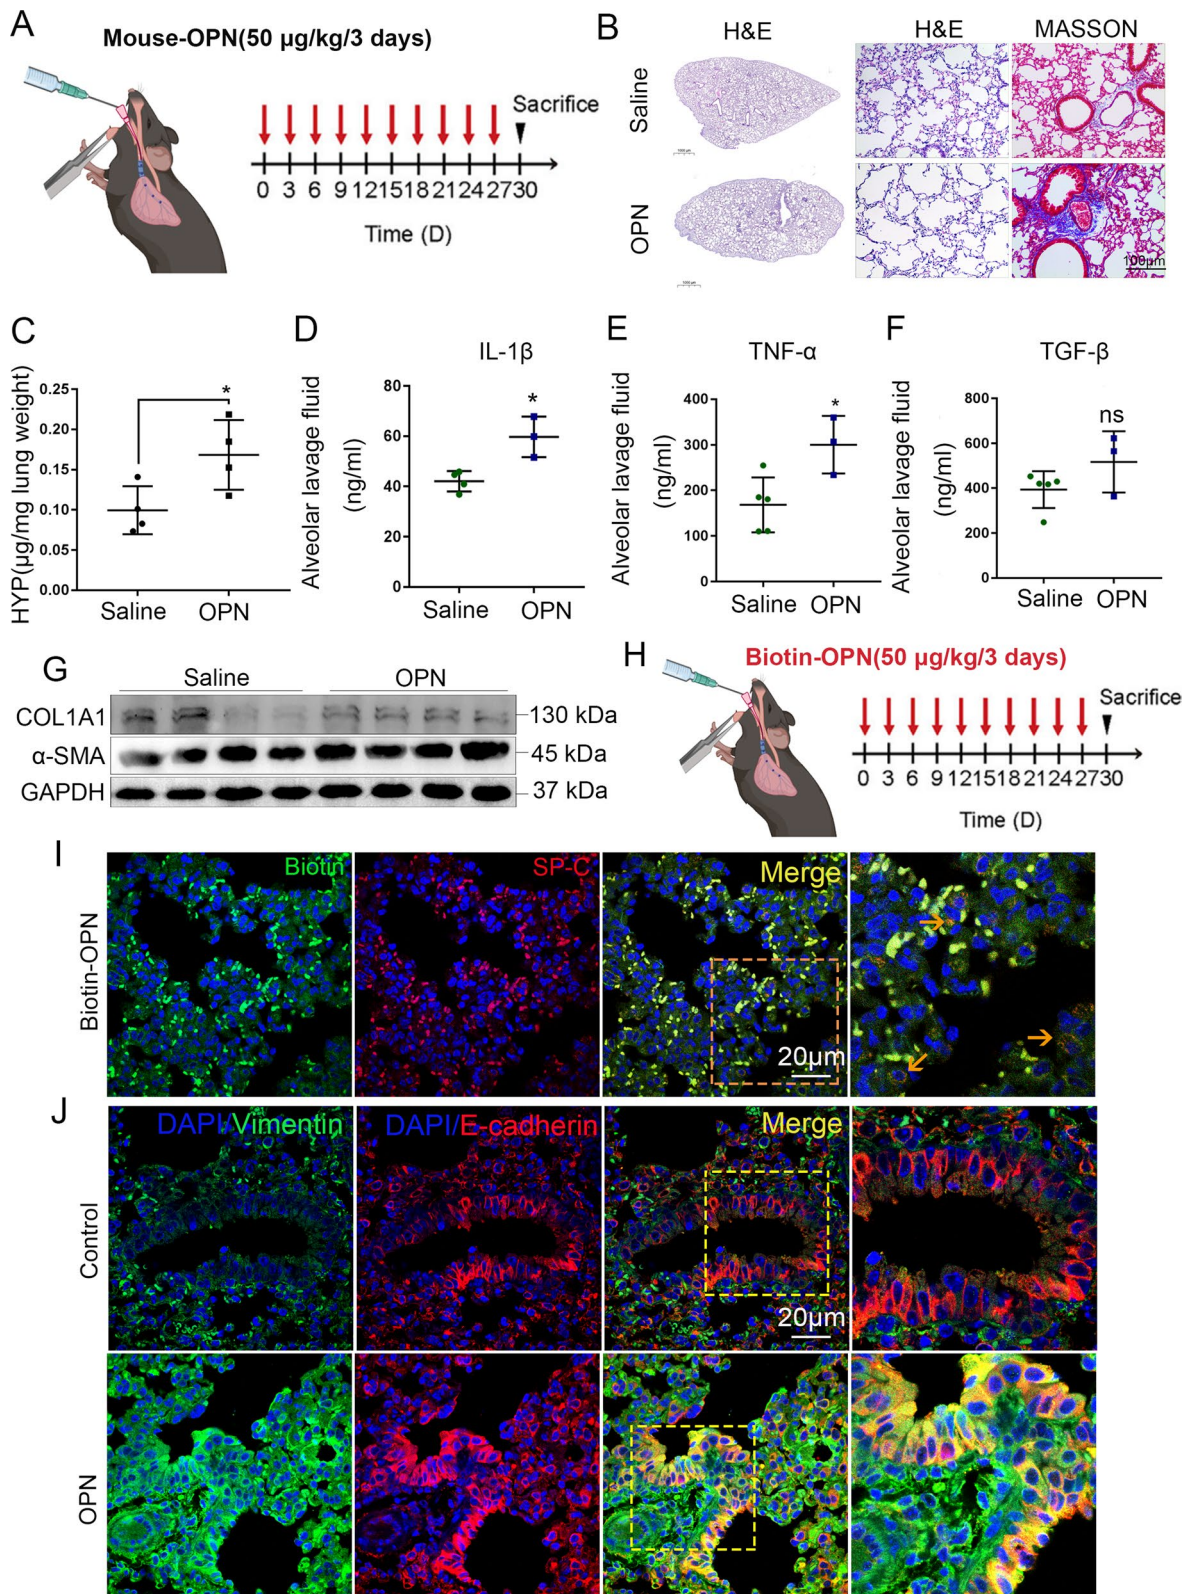 A
Mouse-OPN(50 μg/kg/3 days)
Sacrifice
0 3 6 9 12 15 18 21 24 27 30
Time (D)
B
H&E
H&E
MASSON
Saline
OPN
100μm
C
HYP(μg/mg lung weight)
0.25
0.20
0.15
0.10
0.05
0.00
*
Saline OPN
D
IL-1β
Alveolar lavage fluid
(ng/ml)
80
60
40
20
0
*
Saline OPN
E
TNF-α
Alveolar lavage fluid
(ng/ml)
400
300
200
100
0
*
Saline OPN
F
TGF-β
Alveolar lavage fluid
(ng/ml)
800
600
400
200
0
ns
Saline OPN
G
Saline OPN
COL1A1 130 kDa
α-SMA 45 kDa
GAPDH 37 kDa
H
Biotin-OPN(50 μg/kg/3 days)
Sacrifice
0 3 6 9 12 15 18 21 24 27 30
Time (D)
I
Biotin-OPN
Biotin
SP-C
Merge
20μm
J
Control
DAPI/Vimentin
DAPI/E-cadherin
Merge
20μm
OPN